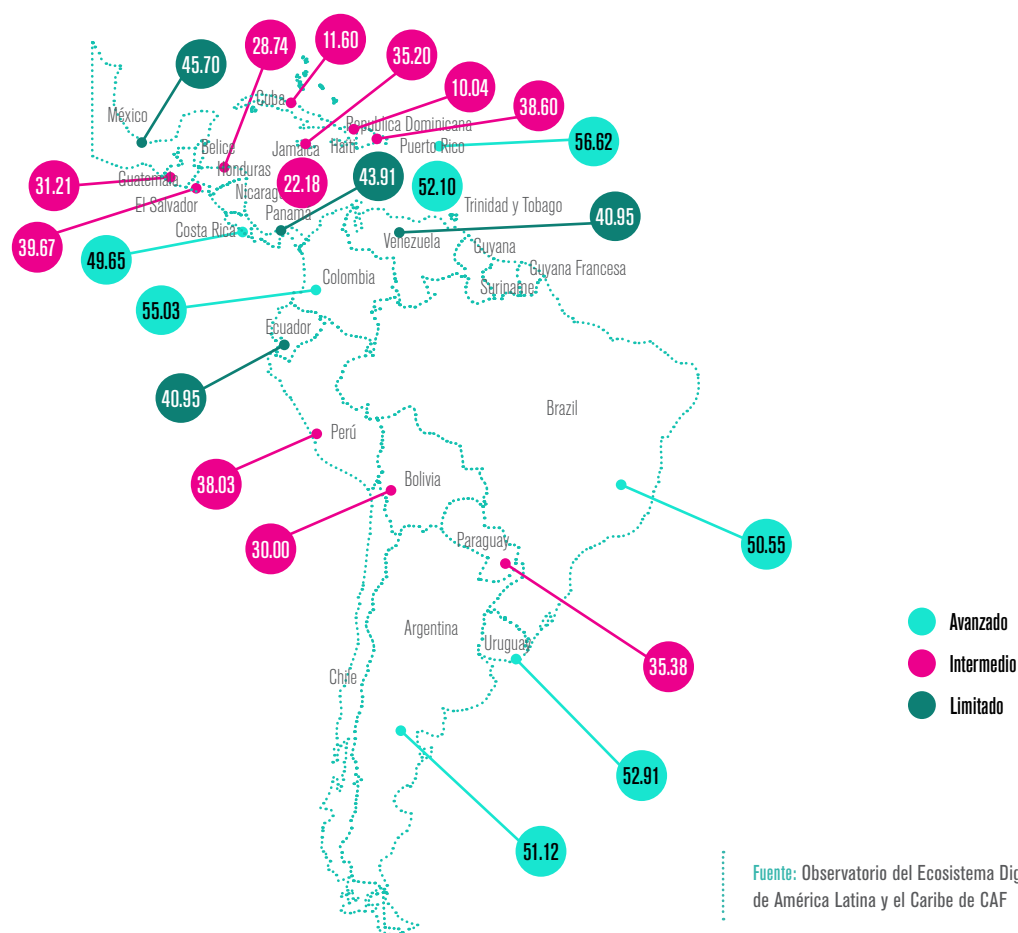 28.74
11.60
35.20
45.70
10.04
38.60
Cuba
México
República Dominicana
56.62
Belice
Jamaica
Haití
Puerto Rico
Honduras
Guatemala
31.21
22.18
43.91
52.10
Nicaragua
El Salvador
Panamá
Trinidad y Tobago
40.95
Costa Rica
39.67
49.65
Venezuela
Guyana
Guyana Francesa
Colombia
Suriname
55.03
Ecuador
40.95
Brazil
Perú
38.03
Bolivia
30.00
Paraguay
50.55
Argentina
Uruguay
35.38
Chile
52.91
51.12
Avanzado
Intermedio
Limitado
Fuente: Observatorio del Ecosistema Dig
de América Latina y el Caribe de CAF